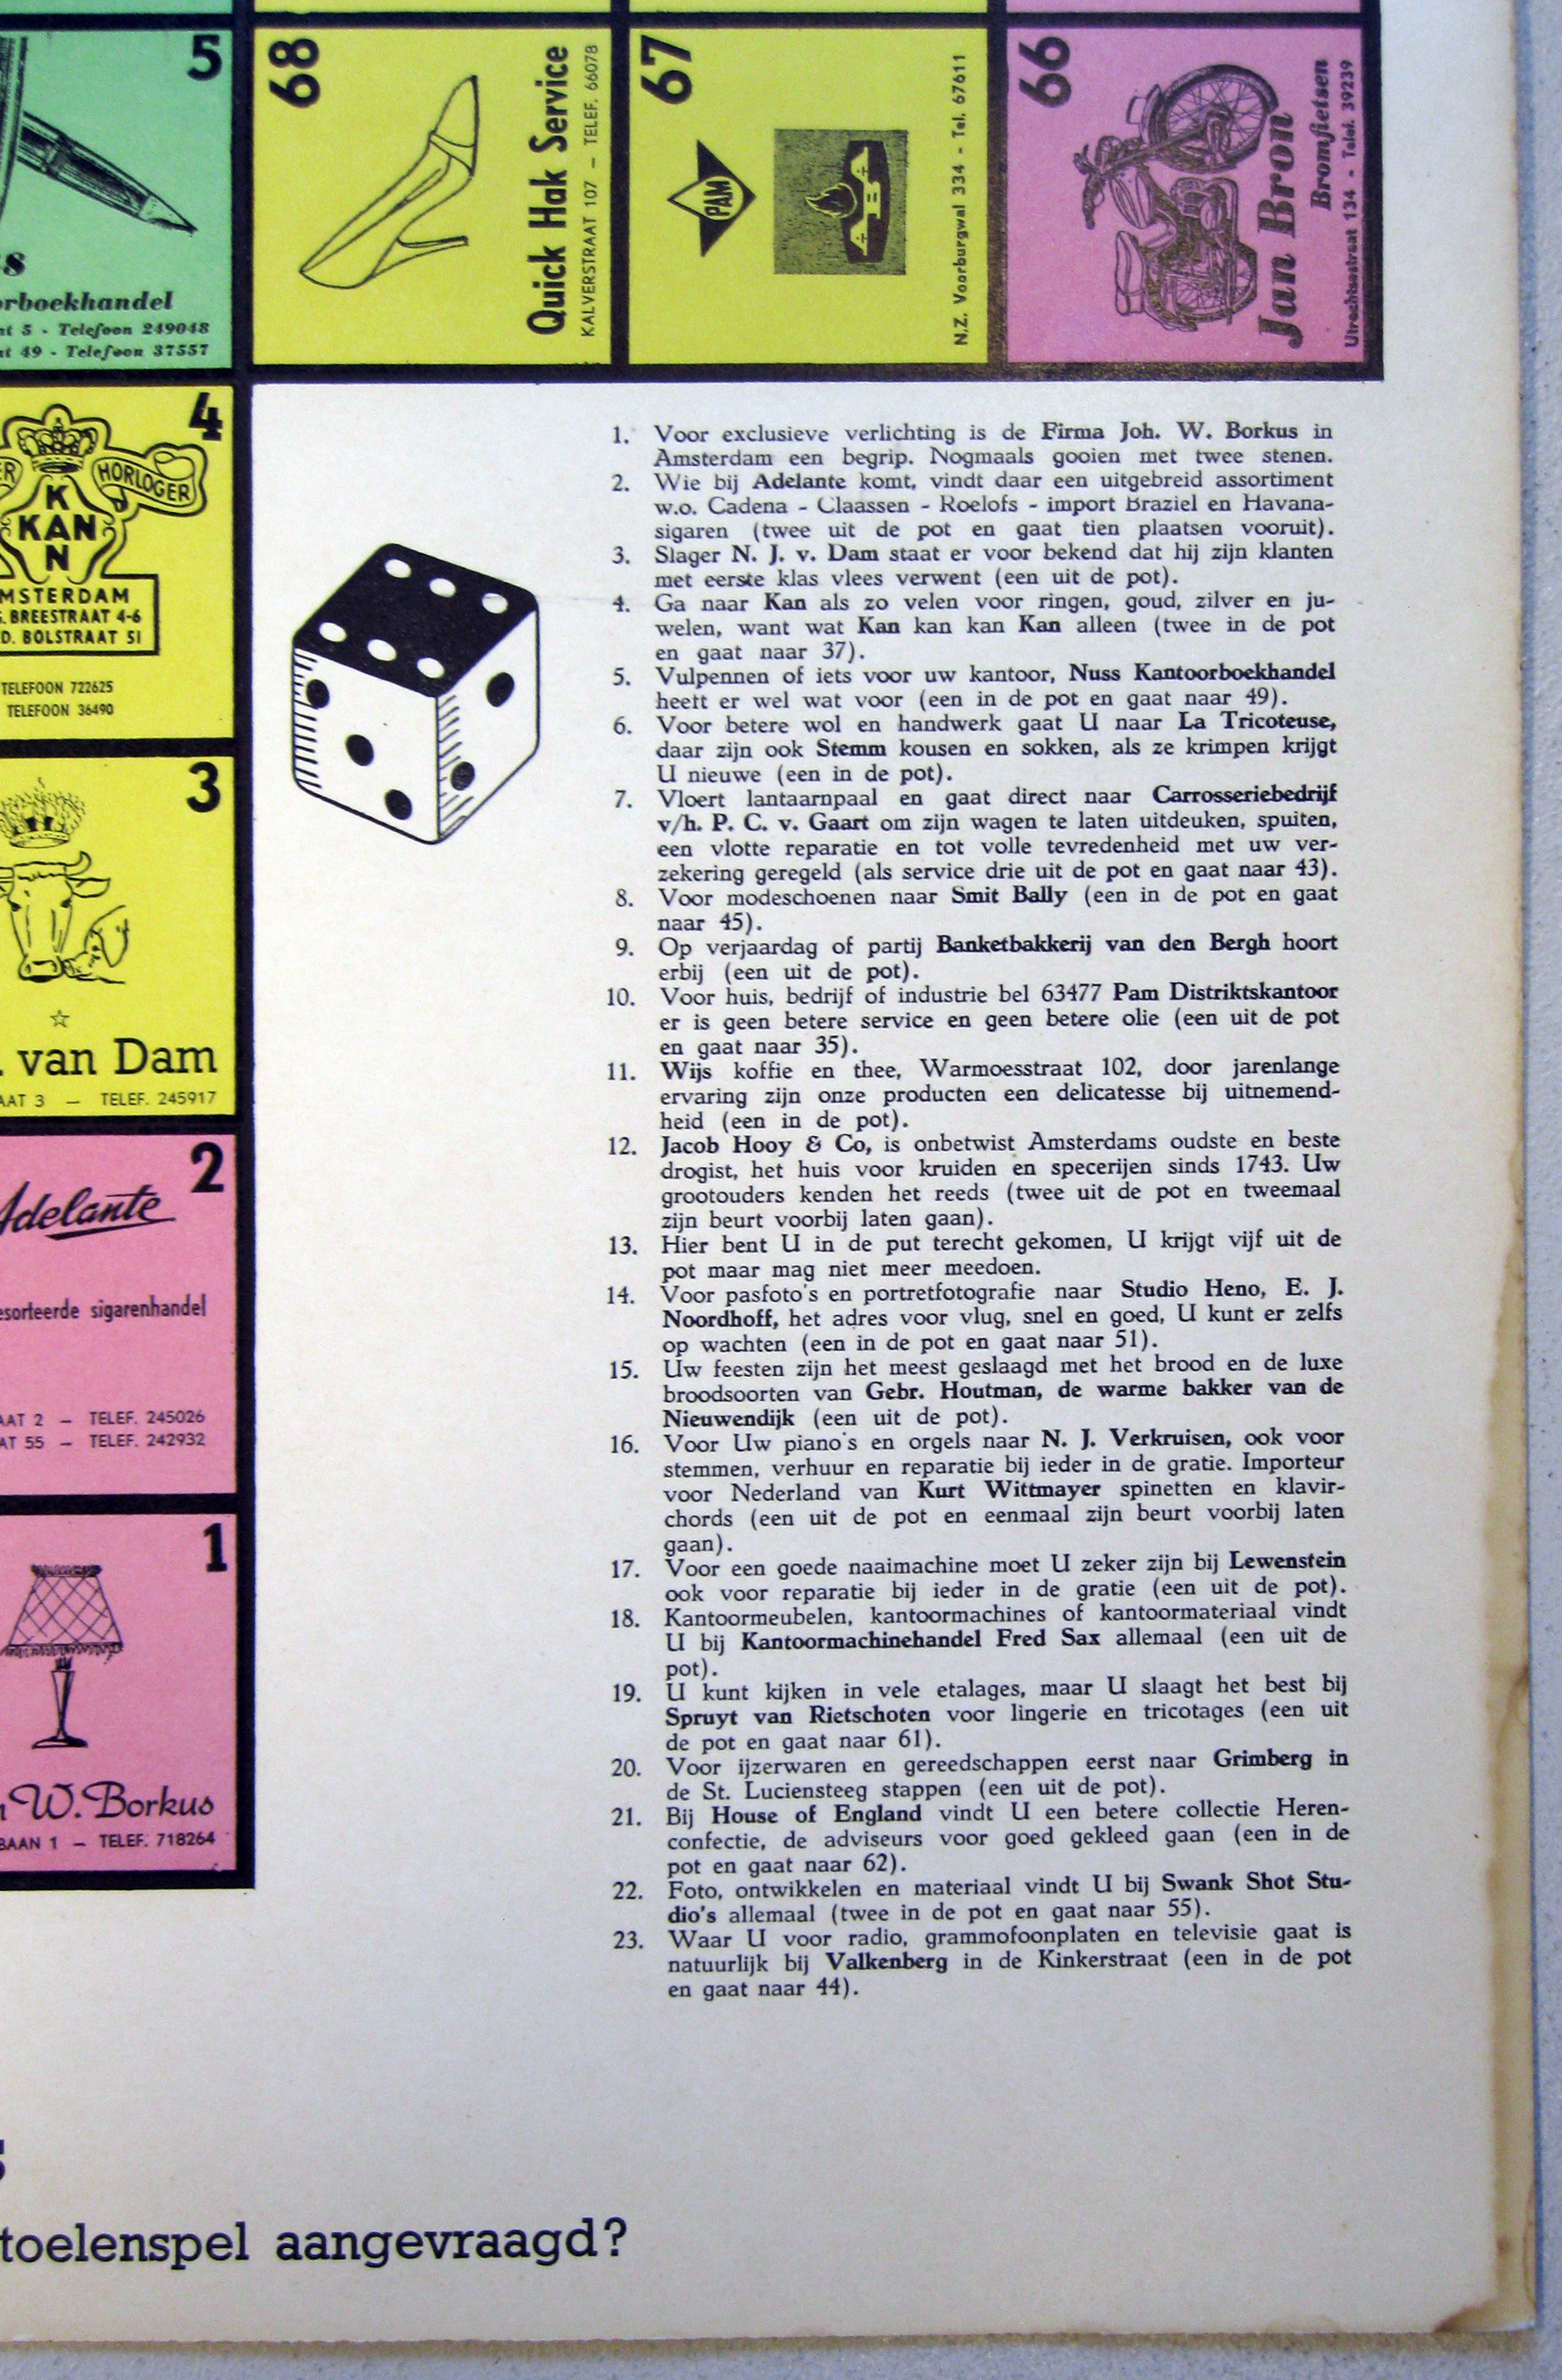 5
s
orboekhandel
5 - Telefoon 249048
49 - Telefoon 37557
68
Quick Hak Service
KALVERSTRAAT 107 — TELEF. 66078
67
PAM
N.Z. Voorburgwal 334 - Tel. 67611
66
Jan Bron
Bromfietsen
Utrechtsestraat 134 - Telef. 39239
4
HORLOGER
K
KAN
N
MSTERDAM
. BREESTRAAT 4-6
D. BOLSTRAAT 51
TELEFOON 722625
TELEFOON 36490
3
. van Dam
AAT 3 — TELEF. 245917
2
Adelante
esorteerde sigarenhandel
AAT 2 — TELEF. 245026
AT 55 — TELEF. 242932
1
W. Borkus
BAAN 1 — TELEF. 718264
1. Voor exclusieve verlichting is de Firma Joh. W. Borkus in
Amsterdam een begrip. Nogmaals gooien met twee stenen.
2. Wie bij Adelante komt, vindt daar een uitgebreid assortiment
w.o. Cadena - Claassen - Roelofs - import Braziel en Havana-
sigaren (twee uit de pot en gaat tien plaatsen vooruit).
3. Slager N. J. v. Dam staat er voor bekend dat hij zijn klanten
met eerste klas vlees verwent (een uit de pot).
4. Ga naar Kan als zo velen voor ringen, goud, zilver en ju-
welen, want wat Kan kan kan Kan alleen (twee in de pot
en gaat naar 37).
5. Vulpennen of iets voor uw kantoor, Nuss Kantoorboekhandel
heeft er wel wat voor (een in de pot en gaat naar 49).
6. Voor betere wol en handwerk gaat U naar La Tricoteuse,
daar zijn ook Stemm kousen en sokken, als ze krimpen krijgt
U nieuwe (een in de pot).
7. Vloert lantaarnpaal en gaat direct naar Carrosseriebedrijf
v/h. P. C. v. Gaart om zijn wagen te laten uitdeuken, spuiten,
een vlotte reparatie en tot volle tevredenheid met uw ver-
zekering geregeld (als service drie uit de pot en gaat naar 43).
8. Voor modeschoenen naar Smit Bally (een in de pot en gaat
naar 45).
9. Op verjaardag of partij Banketbakkerij van den Bergh hoort
erbij (een uit de pot).
10. Voor huis, bedrijf of industrie bel 63477 Pam Distriktskantoor
er is geen betere service en geen betere olie (een uit de pot
en gaat naar 35).
11. Wijs koffie en thee, Warmoesstraat 102, door jarenlange
ervaring zijn onze producten een delicatesse bij uitnemend-
heid (een in de pot).
12. Jacob Hooy & Co, is onbetwist Amsterdams oudste en beste
drogist, het huis voor kruiden en specerijen sinds 1743. Uw
grootouders kenden het reeds (twee uit de pot en tweemaal
zijn beurt voorbij laten gaan).
13. Hier bent U in de put terecht gekomen, U krijgt vijf uit de
pot maar mag niet meer meedoen.
14. Voor pasfoto's en portretfotografie naar Studio Heno, E. J.
Noordhoff, het adres voor vlug, snel en goed, U kunt er zelfs
op wachten (een in de pot en gaat naar 51).
15. Uw feesten zijn het meest geslaagd met het brood en de luxe
broodsoorten van Gebr. Houtman, de warme bakker van de
Nieuwendijk (een uit de pot).
16. Voor Uw piano's en orgels naar N. J. Verkruisen, ook voor
stemmen, verhuur en reparatie bij ieder in de gratie. Importeur
voor Nederland van Kurt Wittmayer spinetten en klavir-
chords (een uit de pot en eenmaal zijn beurt voorbij laten
gaan).
17. Voor een goede naaimachine moet U zeker zijn bij Lewenstein
ook voor reparatie bij ieder in de gratie (een uit de pot).
18. Kantoormeubelen, kantoormachines of kantoormateriaal vindt
U bij Kantoormachinehandel Fred Sax allemaal (een uit de
pot).
19. U kunt kijken in vele etalages, maar U slaagt het best bij
Spruyt van Rietschoten voor lingerie en tricotages (een uit
de pot en gaat naar 61).
20. Voor ijzerwaren en gereedschappen eerst naar Grimberg in
de St. Luciensteeg stappen (een uit de pot).
21. Bij House of England vindt U een betere collectie Heren-
confectie, de adviseurs voor goed gekleed gaan (een in de
pot en gaat naar 62).
22. Foto, ontwikkelen en materiaal vindt U bij Swank Shot Stu-
dio's allemaal (twee in de pot en gaat naar 55).
23. Waar U voor radio, grammofoonplaten en televisie gaat is
natuurlijk bij Valkenberg in de Kinkerstraat (een in de pot
en gaat naar 44).
toelenspel aangevraagd?